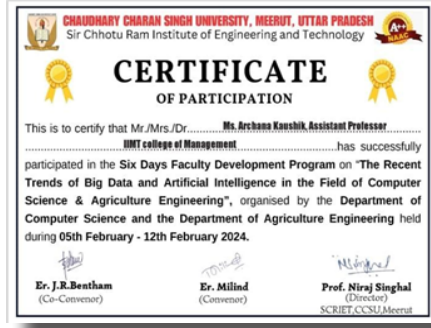 CHAUDHARY CHARAN SINGH UNIVERSITY, MEERUT, UTTAR PRADESH
Sir Chhotu Ram Institute of Engineering and Technology
A++
NAAC
CERTIFICATE
OF PARTICIPATION
This is to certify that Mr./Mrs./Dr......Ms. Archana Kaushik, Assistant Professor
IIMT college of Management has successfully
participated in the Six Days Faculty Development Program on "The Recent
Trends of Big Data and Artificial Intelligence in the Field of Computer
Science & Agriculture Engineering", organised by the Department of
Computer Science and the Department of Agriculture Engineering held
during 05th February - 12th February 2024.
Er. J.R.Bentham
(Co-Convenor)
Er. Milind
(Convenor)
Prof. Niraj Singhal
(Director)
SCRIET,CCSU,Meerut